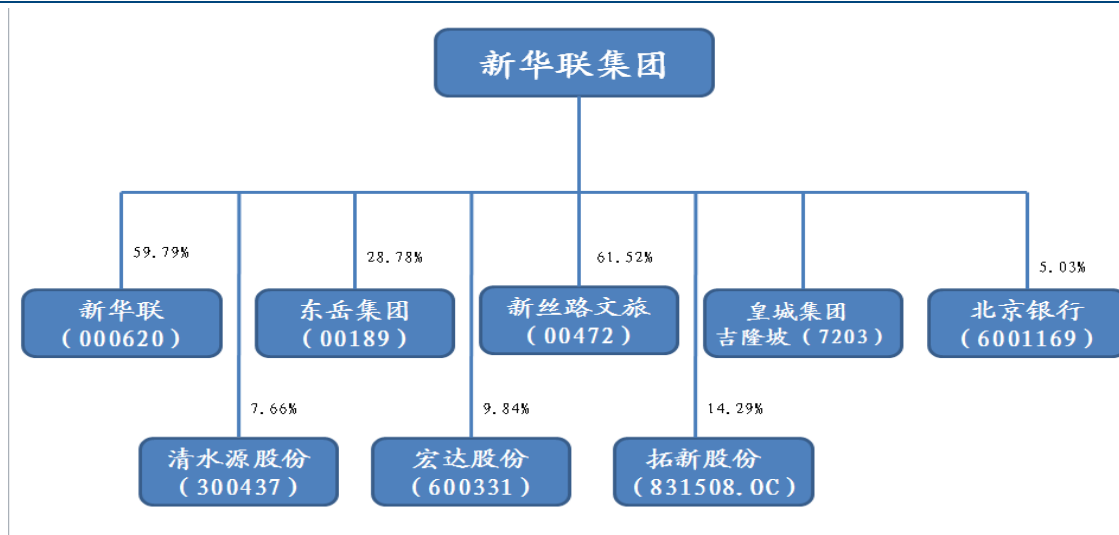 新华联集团
59.79%
28.78%
61.52%
5.03%
新华联
(000620)
东岳集团
(00189)
新丝路文旅
(00472)
皇城集团
吉隆坡(7203)
北京银行
(6001169)
7.66%
9.84%
14.29%
清水源股份
(300437)
宏达股份
(600331)
拓新股份
(831508.OC)